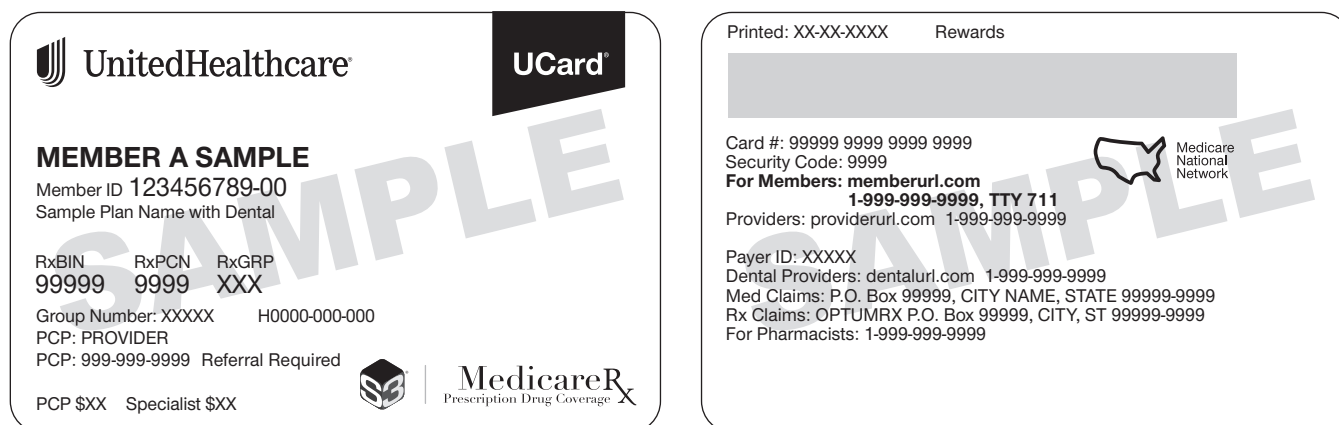 UnitedHealthcare®
UCard®
SAMPLE
MEMBER A SAMPLE
Member ID 123456789-00
Sample Plan Name with Dental
RxBIN RxPCN RxGRP
99999 9999 XXX
Group Number: XXXXX H0000-000-000
PCP: PROVIDER
PCP: 999-999-9999 Referral Required
PCP $XX Specialist $XX
S3®
MedicareRx
Prescription Drug Coverage
Printed: XX-XX-XXXX Rewards
SAMPLE
Card #: 99999 9999 9999 9999
Security Code: 9999
For Members: memberurl.com
1-999-999-9999, TTY 711
Providers: providerurl.com 1-999-999-9999
Medicare
National
Network
Payer ID: XXXXX
Dental Providers: dentalurl.com 1-999-999-9999
Med Claims: P.O. Box 99999, CITY NAME, STATE 99999-9999
Rx Claims: OPTUMRX P.O. Box 99999, CITY, ST 99999-9999
For Pharmacists: 1-999-999-9999